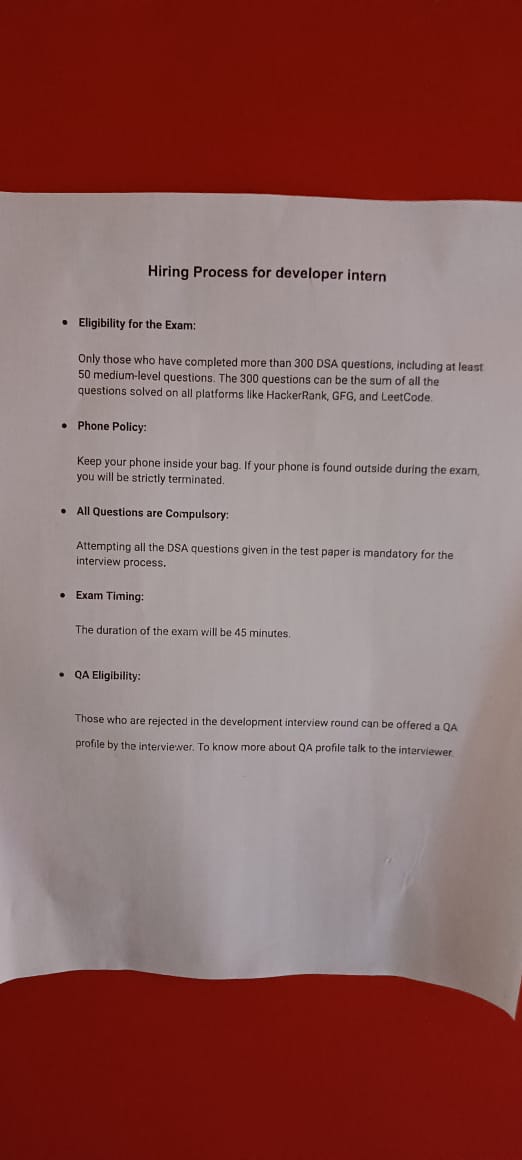 Hiring Process for developer intern
• Eligibility for the Exam:
Only those who have completed more than 300 DSA questions, including at least
50 medium-level questions. The 300 questions can be the sum of all the
questions solved on all platforms like HackerRank, GFG, and LeetCode.
• Phone Policy:
Keep your phone inside your bag. If your phone is found outside during the exam,
you will be strictly terminated.
• All Questions are Compulsory:
Attempting all the DSA questions given in the test paper is mandatory for the
interview process.
• Exam Timing:
The duration of the exam will be 45 minutes.
• QA Eligibility:
Those who are rejected in the development interview round can be offered a QA
profile by the interviewer. To know more about QA profile talk to the interviewer.